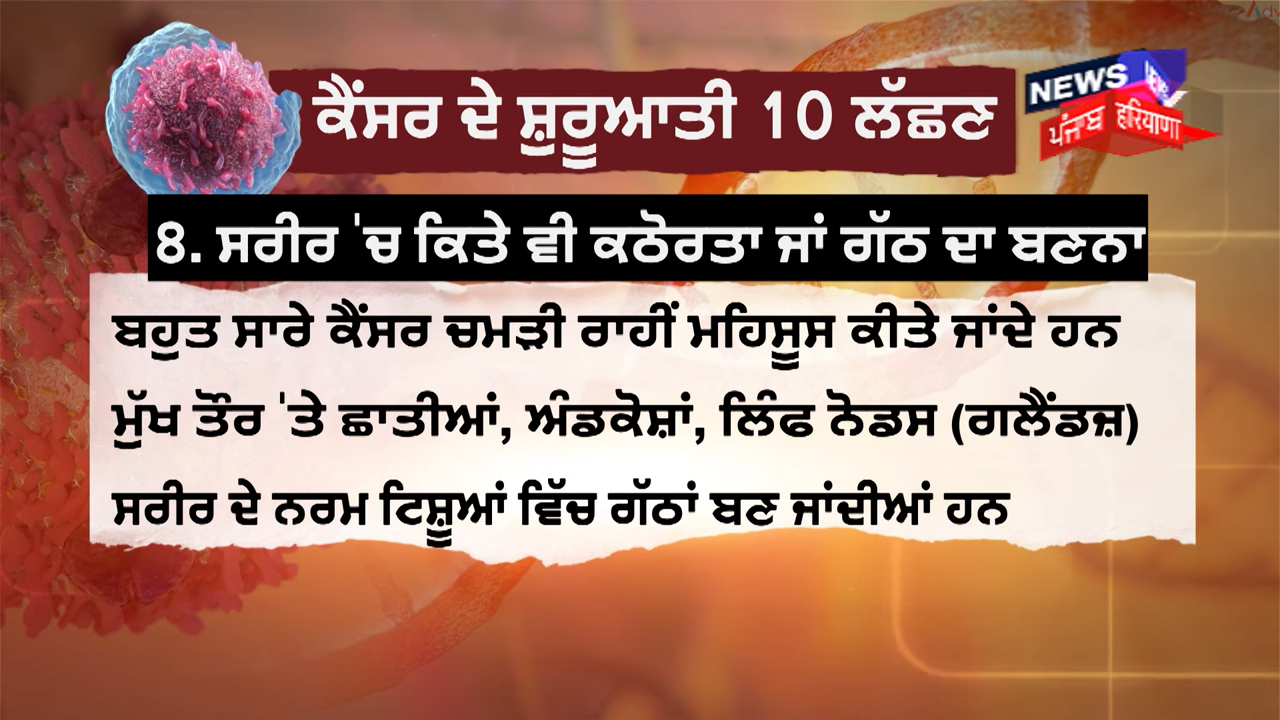 ਕੈਂਸਰ ਦੇ ਸ਼ੁਰੂਆਤੀ 10 ਲੱਛਣ
NEWS
ਪੰਜਾਬ ਹਰਿਯਾਣਾ
8. ਸਰੀਰ 'ਚ ਕਿਤੇ ਵੀ ਕਠੋਰਤਾ ਜਾਂ ਗੱਠ ਦਾ ਬਣਨਾ
ਬਹੁਤ ਸਾਰੇ ਕੈਂਸਰ ਚਮੜੀ ਰਾਹੀਂ ਮਹਿਸੂਸ ਕੀਤੇ ਜਾਂਦੇ ਹਨ
ਮੁੱਖ ਤੌਰ 'ਤੇ ਛਾਤੀਆਂ, ਅੰਡਕੋਸ਼ਾਂ, ਲਿੰਫ ਨੋਡਸ (ਗਲੈਂਡਜ਼)
ਸਰੀਰ ਦੇ ਨਰਮ ਟਿਸ਼ੂਆਂ ਵਿੱਚ ਗੱਠਾਂ ਬਣ ਜਾਂਦੀਆਂ ਹਨ